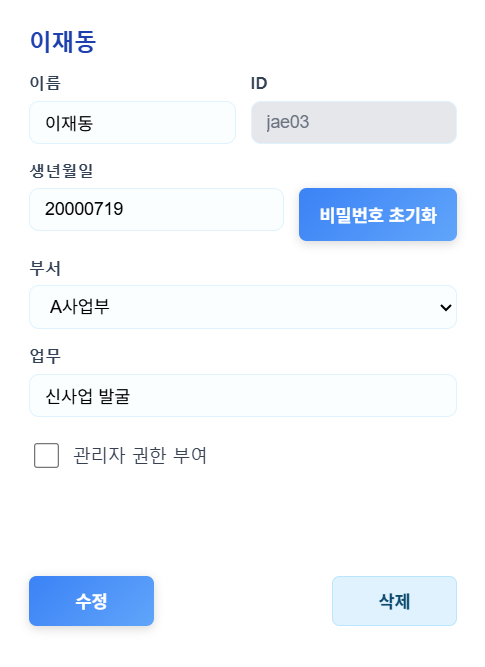 이재동
이름 ID
이재동 jae03
생년월일
20000719 비밀번호 초기화
부서
A사업부
업무
신사업 발굴
관리자 권한 부여
수정 삭제